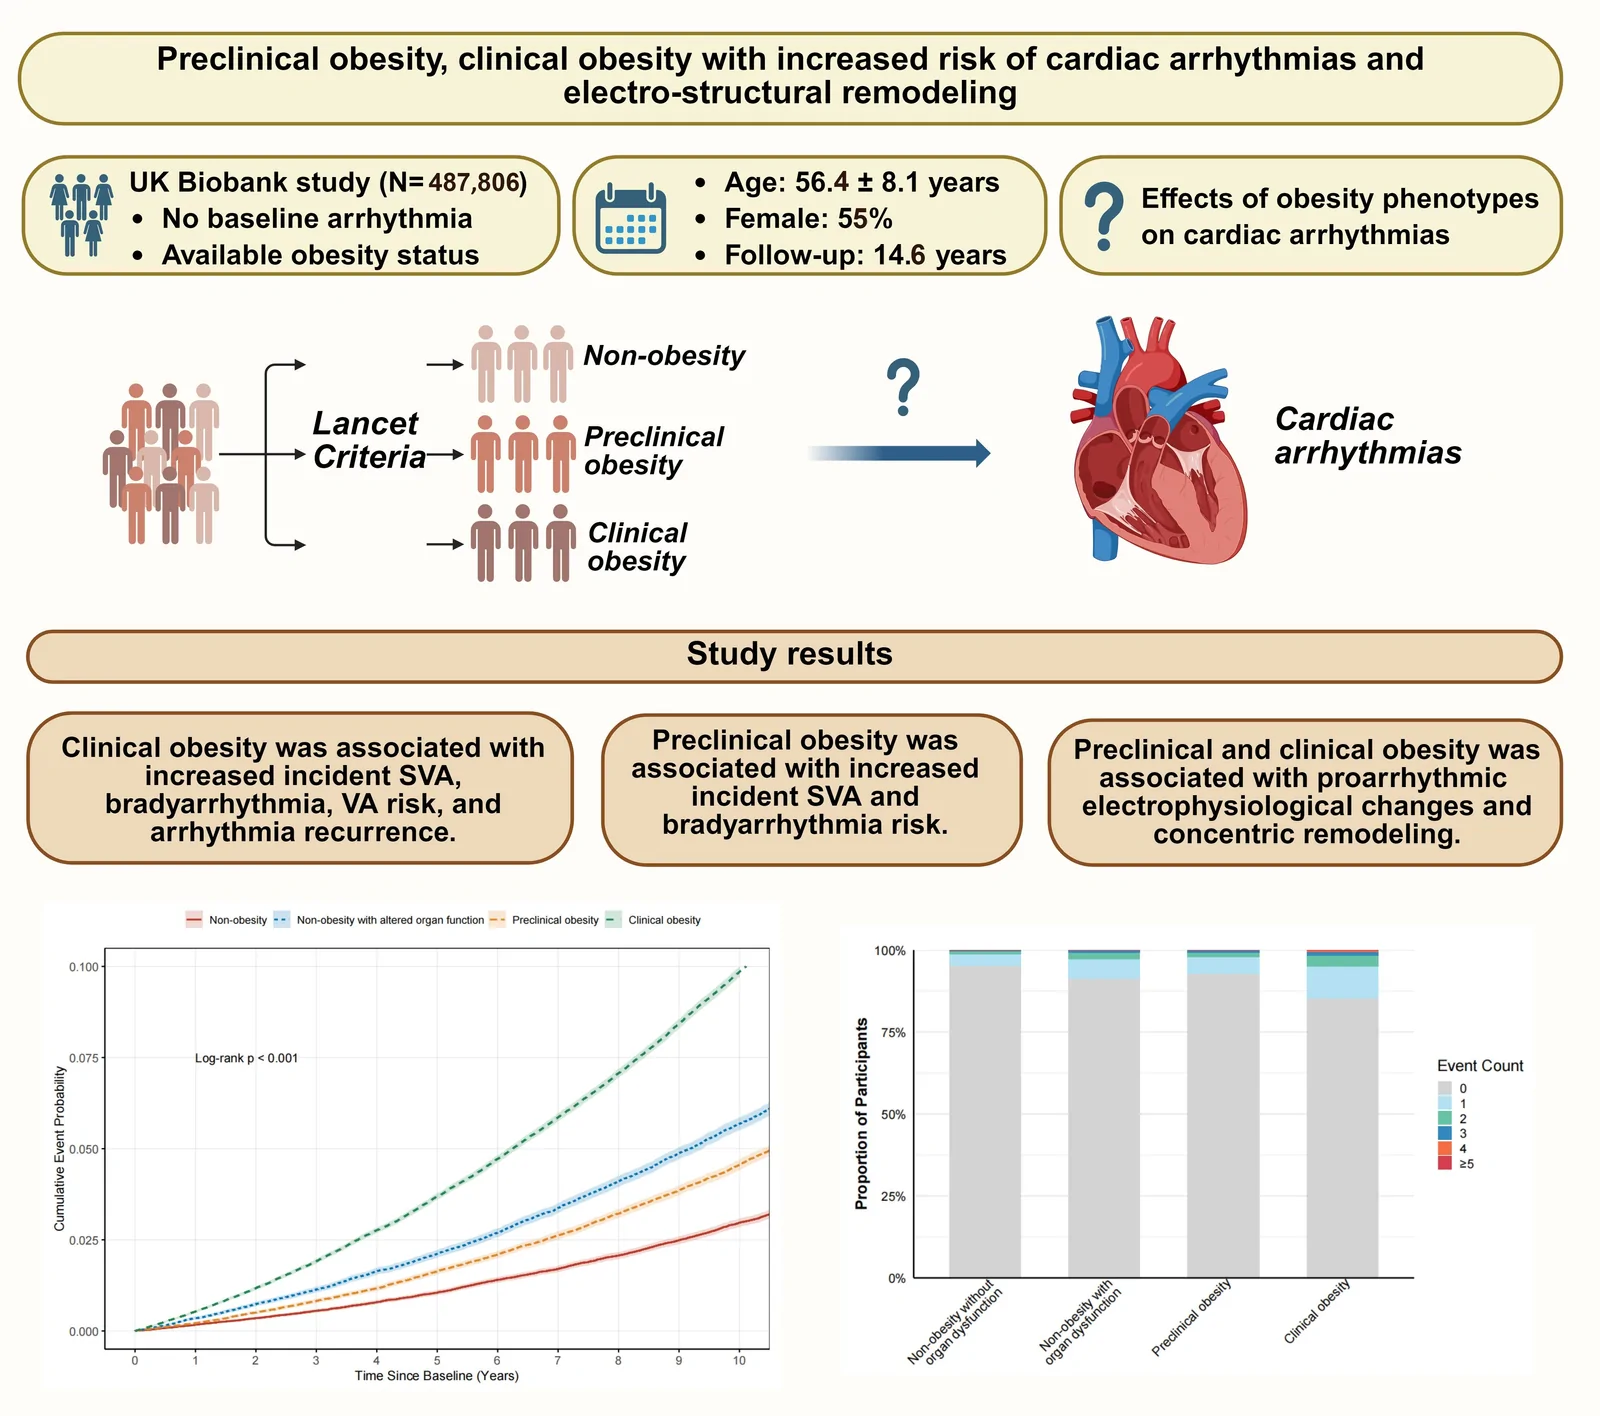 Preclinical obesity, clinical obesity with increased risk of cardiac arrhythmias and
electro-structural remodeling
UK Biobank study (N= 487,806)
• No baseline arrhythmia
• Available obesity status
• Age: 56.4 ± 8.1 years
• Female: 55%
• Follow-up: 14.6 years
?
Effects of obesity phenotypes
on cardiac arrhythmias
Lancet
Criteria
Non-obesity
Preclinical
obesity
Clinical
obesity
?
Cardiac
arrhythmias
Study results
Clinical obesity was associated with
increased incident SVA,
bradyarrhythmia, VA risk, and
arrhythmia recurrence.
Preclinical obesity was
associated with increased
incident SVA and
bradyarrhythmia risk.
Preclinical and clinical obesity was
associated with proarrhythmic
electrophysiological changes and
concentric remodeling.
Non-obesity Non-obesity with altered organ function Preclinical obesity Clinical obesity
Cumulative Event Probability
0.100
0.075
0.050
0.025
0.000
Log-rank p < 0.001
0 1 2 3 4 5 6 7 8 9 10
Time Since Baseline (Years)
Proportion of Participants
100%
75%
50%
25%
0%
Non-obesity without
organ dysfunction
Non-obesity with
organ dysfunction
Preclinical obesity
Clinical obesity
Event Count
0
1
2
3
4
≥5